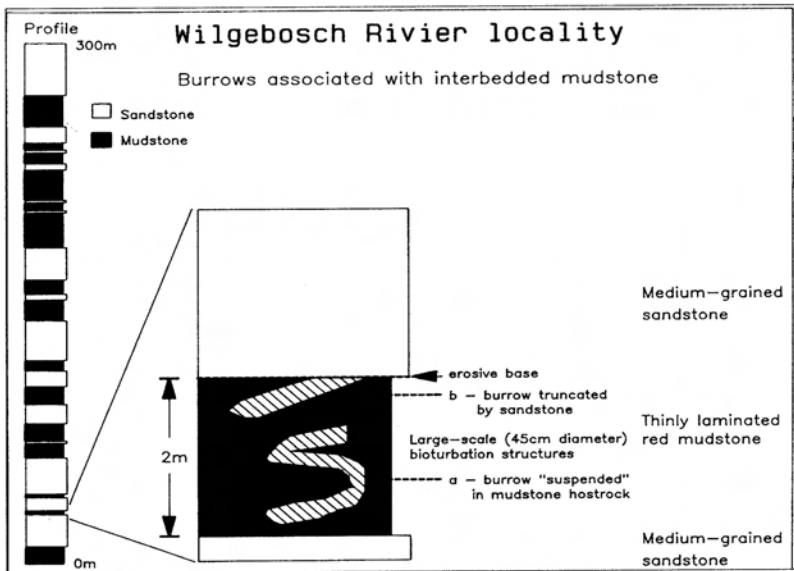 Wilgebosch Rivier locality
Profile
300m
Burrows associated with interbedded mudstone
Sandstone
Mudstone
Medium-grained
sandstone
erosive base
b - burrow truncated
by sandstone
Thinly laminated
red mudstone
Large-scale (45cm diameter)
bioturbation structures
2m
a - burrow "suspended"
in mudstone hostrock
Medium-grained
sandstone
0m